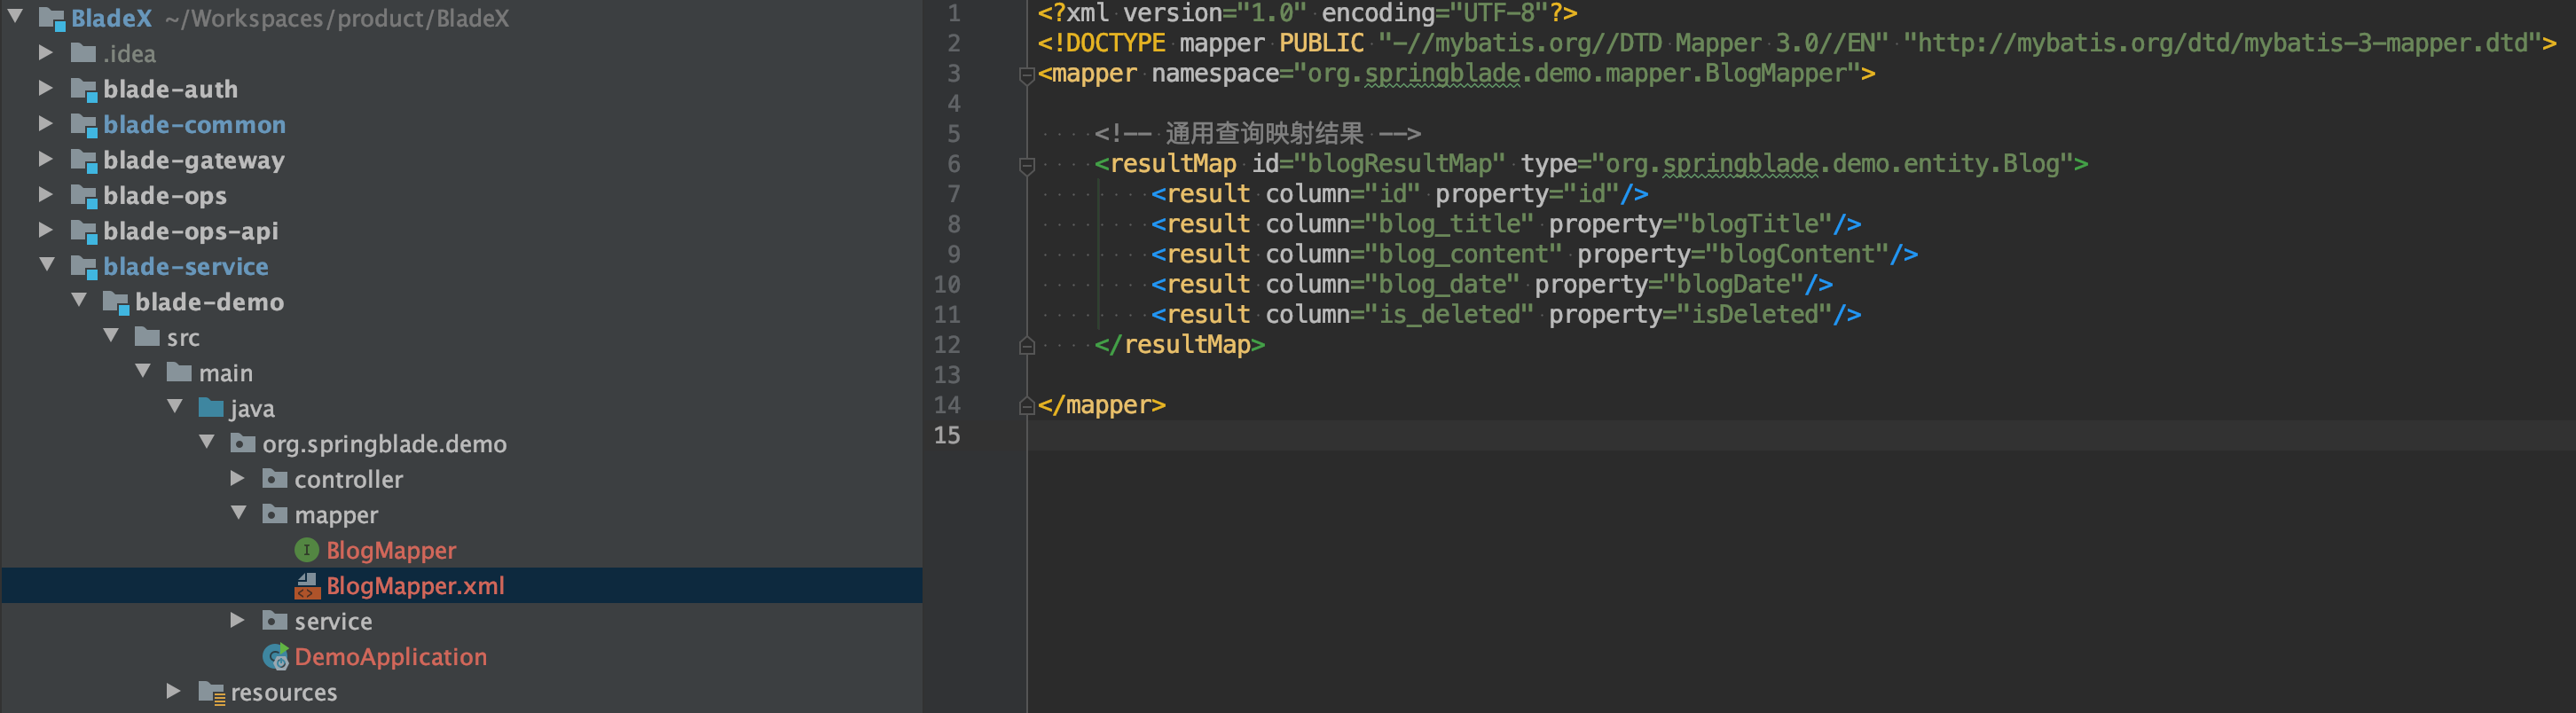 BladeX ~/Workspaces/product/BladeX
.idea
blade-auth
blade-common
blade-gateway
blade-ops
blade-ops-api
blade-service
blade-demo
src
main
java
org.springblade.demo
controller
mapper
BlogMapper
BlogMapper.xml
service
DemoApplication
resources
1 <?xml version="1.0" encoding="UTF-8"?>
2 <!DOCTYPE mapper PUBLIC "-//mybatis.org//DTD Mapper 3.0//EN" "http://mybatis.org/dtd/mybatis-3-mapper.dtd">
3 <mapper namespace="org.springblade.demo.mapper.BlogMapper">
4
5     <!-- 通用查询映射结果 -->
6     <resultMap id="blogResultMap" type="org.springblade.demo.entity.Blog">
7         <result column="id" property="id"/>
8         <result column="blog_title" property="blogTitle"/>
9         <result column="blog_content" property="blogContent"/>
10         <result column="blog_date" property="blogDate"/>
11         <result column="is_deleted" property="isDeleted"/>
12     </resultMap>
13
14 </mapper>
15